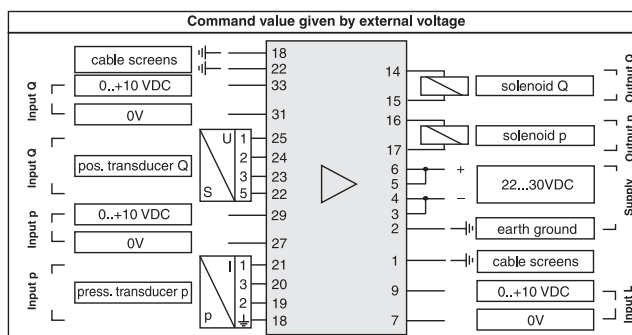 Command value given by external voltage
cable screens 18
22
Input Q 0..+10 VDC 33
0V 31
Input Q pos. transducer Q U S 1 25
2 24
3 23
5 22
Input p 0..+10 VDC 29
0V 27
Input p press. transducer p I p 1 21
3 20
2 19
18
14 solenoid Q Output Q
15
16 solenoid p Output p
17
6 + 22...30VDC Supply
5
4 –
3
2 earth ground
1 cable screens
9 0..+10 VDC Input L
7 0V